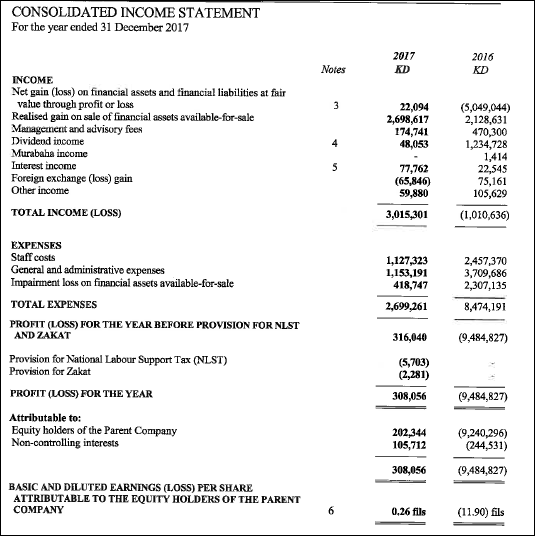 CONSOLIDATED INCOME STATEMENT
For the year ended 31 December 2017
2017 2016
Notes KD KD
INCOME
Net gain (loss) on financial assets and financial liabilities at fair
value through profit or loss 3 22,094 (5,049,044)
Realised gain on sale of financial assets available-for-sale 2,698,617 2,128,631
Management and advisory fees 174,741 470,300
Dividend income 4 48,053 1,234,728
Murabaha income - 1,414
Interest income 5 77,762 22,545
Foreign exchange (loss) gain (65,846) 75,161
Other income 59,880 105,629
TOTAL INCOME (LOSS) 3,015,301 (1,010,636)
EXPENSES
Staff costs 1,127,323 2,457,370
General and administrative expenses 1,153,191 3,709,686
Impairment loss on financial assets available-for-sale 418,747 2,307,135
TOTAL EXPENSES 2,699,261 8,474,191
PROFIT (LOSS) FOR THE YEAR BEFORE PROVISION FOR NLST
AND ZAKAT 316,040 (9,484,827)
Provision for National Labour Support Tax (NLST) (5,703) -
Provision for Zakat (2,281) -
PROFIT (LOSS) FOR THE YEAR 308,056 (9,484,827)
Attributable to:
Equity holders of the Parent Company 202,344 (9,240,296)
Non-controlling interests 105,712 (244,531)
308,056 (9,484,827)
BASIC AND DILUTED EARNINGS (LOSS) PER SHARE
ATTRIBUTABLE TO THE EQUITY HOLDERS OF THE PARENT
COMPANY 6 0.26 fils (11.90) fils